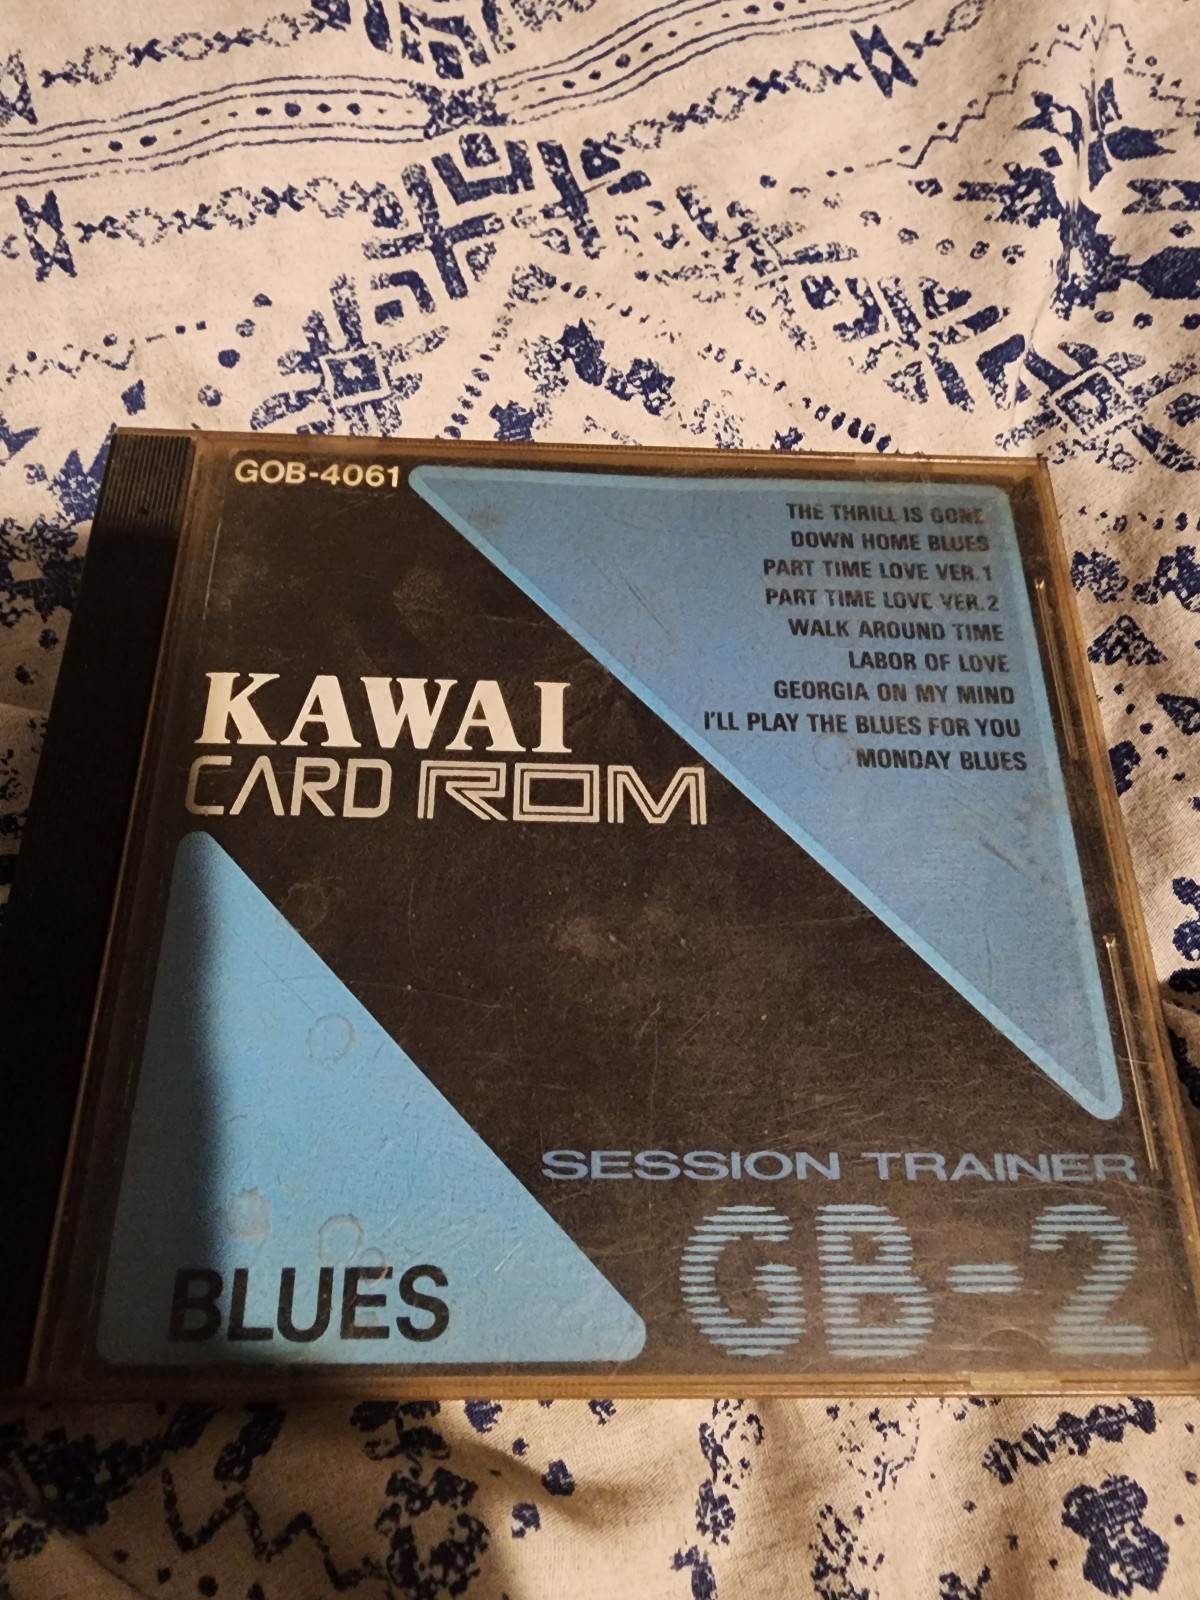 GOB-4061
THE THRILL IS GONE
DOWN HOME BLUES
PART TIME LOVE VER.1
PART TIME LOVE VER.2
WALK AROUND TIME
LABOR OF LOVE
GEORGIA ON MY MIND
I'LL PLAY THE BLUES FOR YOU
MONDAY BLUES
KAWAI
CARD ROM
SESSION TRAINER
GB-2
BLUES